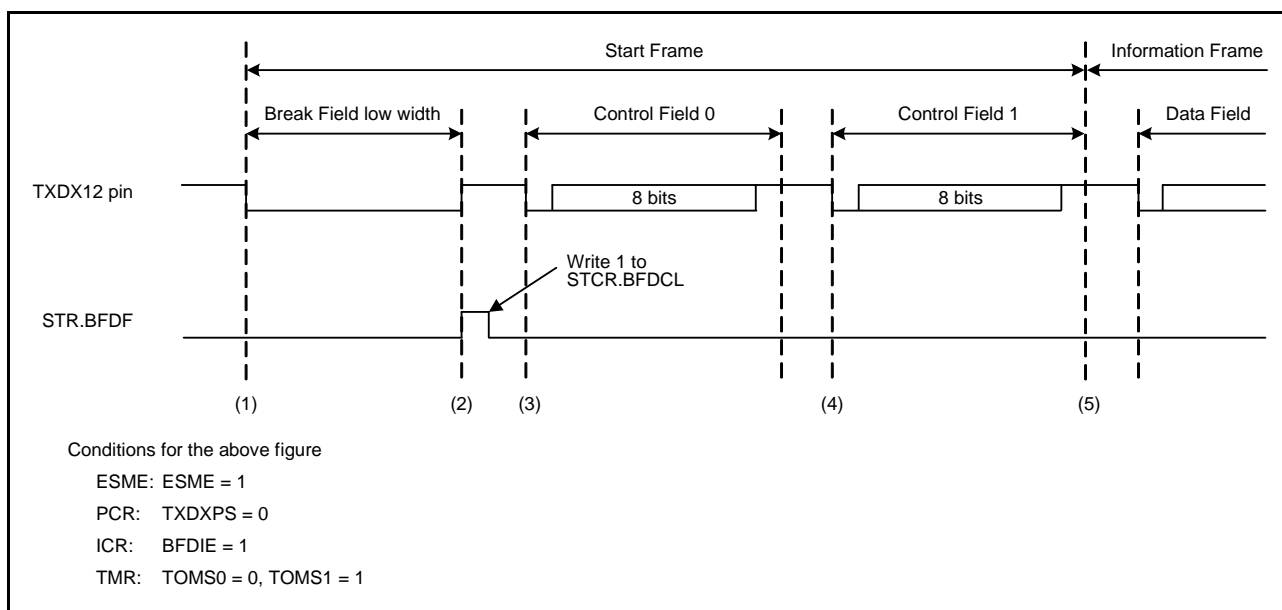 Start Frame
Information Frame
Break Field low width
Control Field 0
Control Field 1
Data Field
TXDX12 pin
8 bits
8 bits
Write 1 to
STCR.BFDCL
STR.BFDF
(1)
(2)
(3)
(4)
(5)
Conditions for the above figure
ESME: ESME = 1
PCR: TXDXPS = 0
ICR: BFDIE = 1
TMR: TOMS0 = 0, TOMS1 = 1